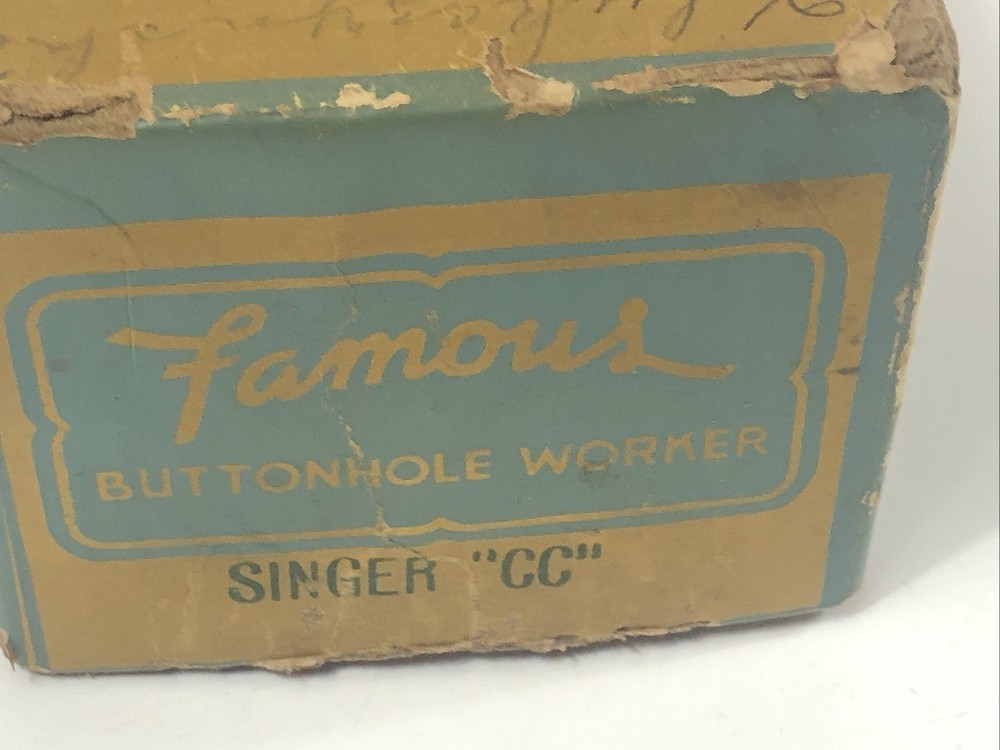 Famous
BUTTONHOLE WORKER
SINGER "CC"